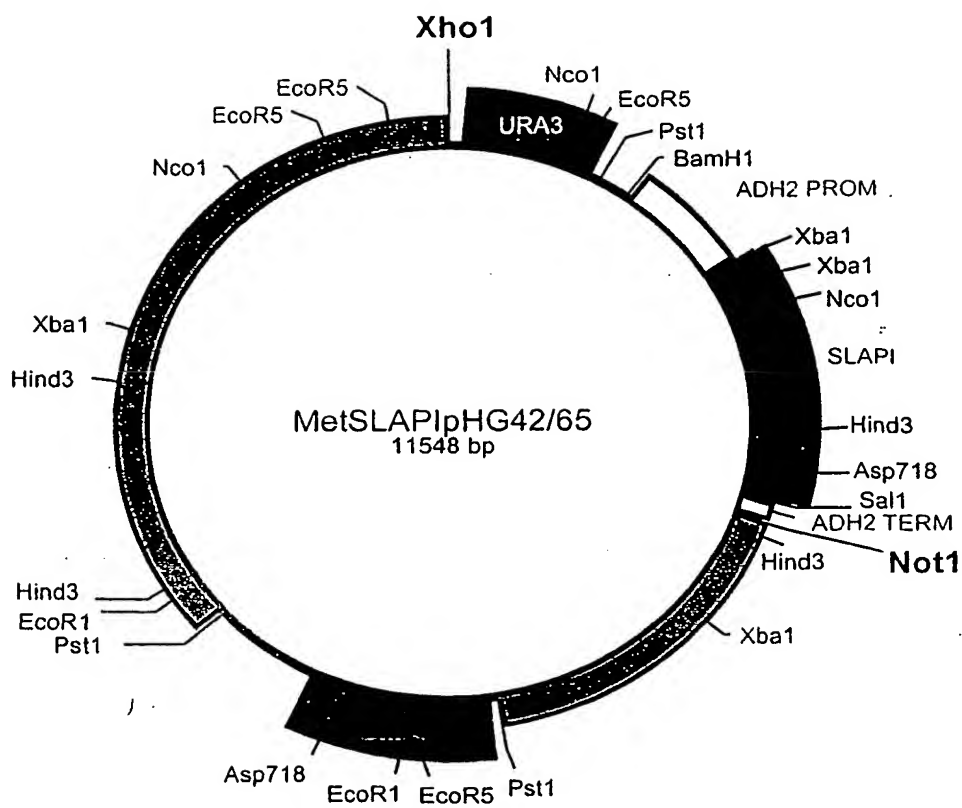 Xho1
Nco1
EcoR5
URA3
Pst1
BamH1
ADH2 PROM
Xba1
Xba1
Nco1
SLAPI
Hind3
Asp718
Sal1
ADH2 TERM
Not1
Hind3
Xba1
Pst1
EcoR5
EcoR1
Asp718
Pst1
EcoR1
Hind3
Hind3
Xba1
Nco1
EcoR5
EcoR5
MetSLAPIpHG42/65
11548 bp